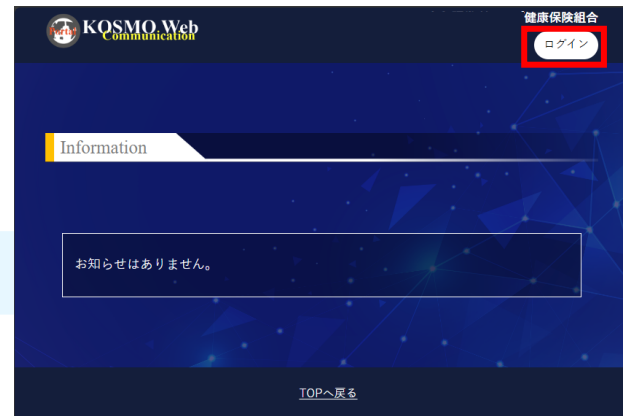 健康保険組合
Portal KOSMO Web
Communication
ログイン
Information
お知らせはありません。
TOPへ戻る